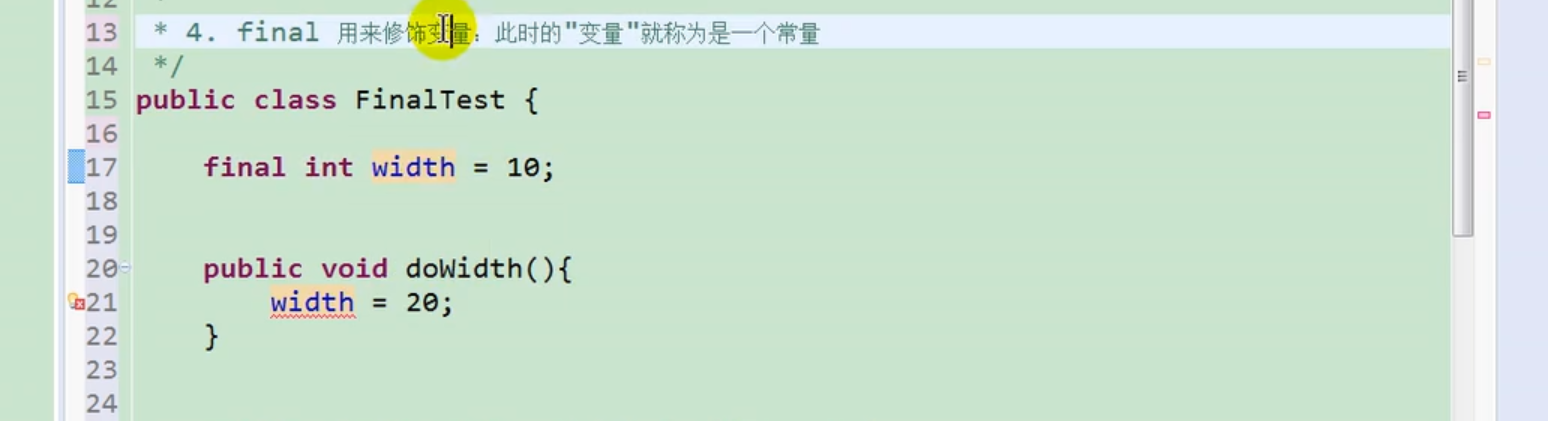 12
13 * 4. final 用来修饰变量：此时的"变量"就称为是一个常量
14 */
15 public class FinalTest {
16
17 final int width = 10;
18
19
20 public void doWidth(){
21 width = 20;
22 }
23
24